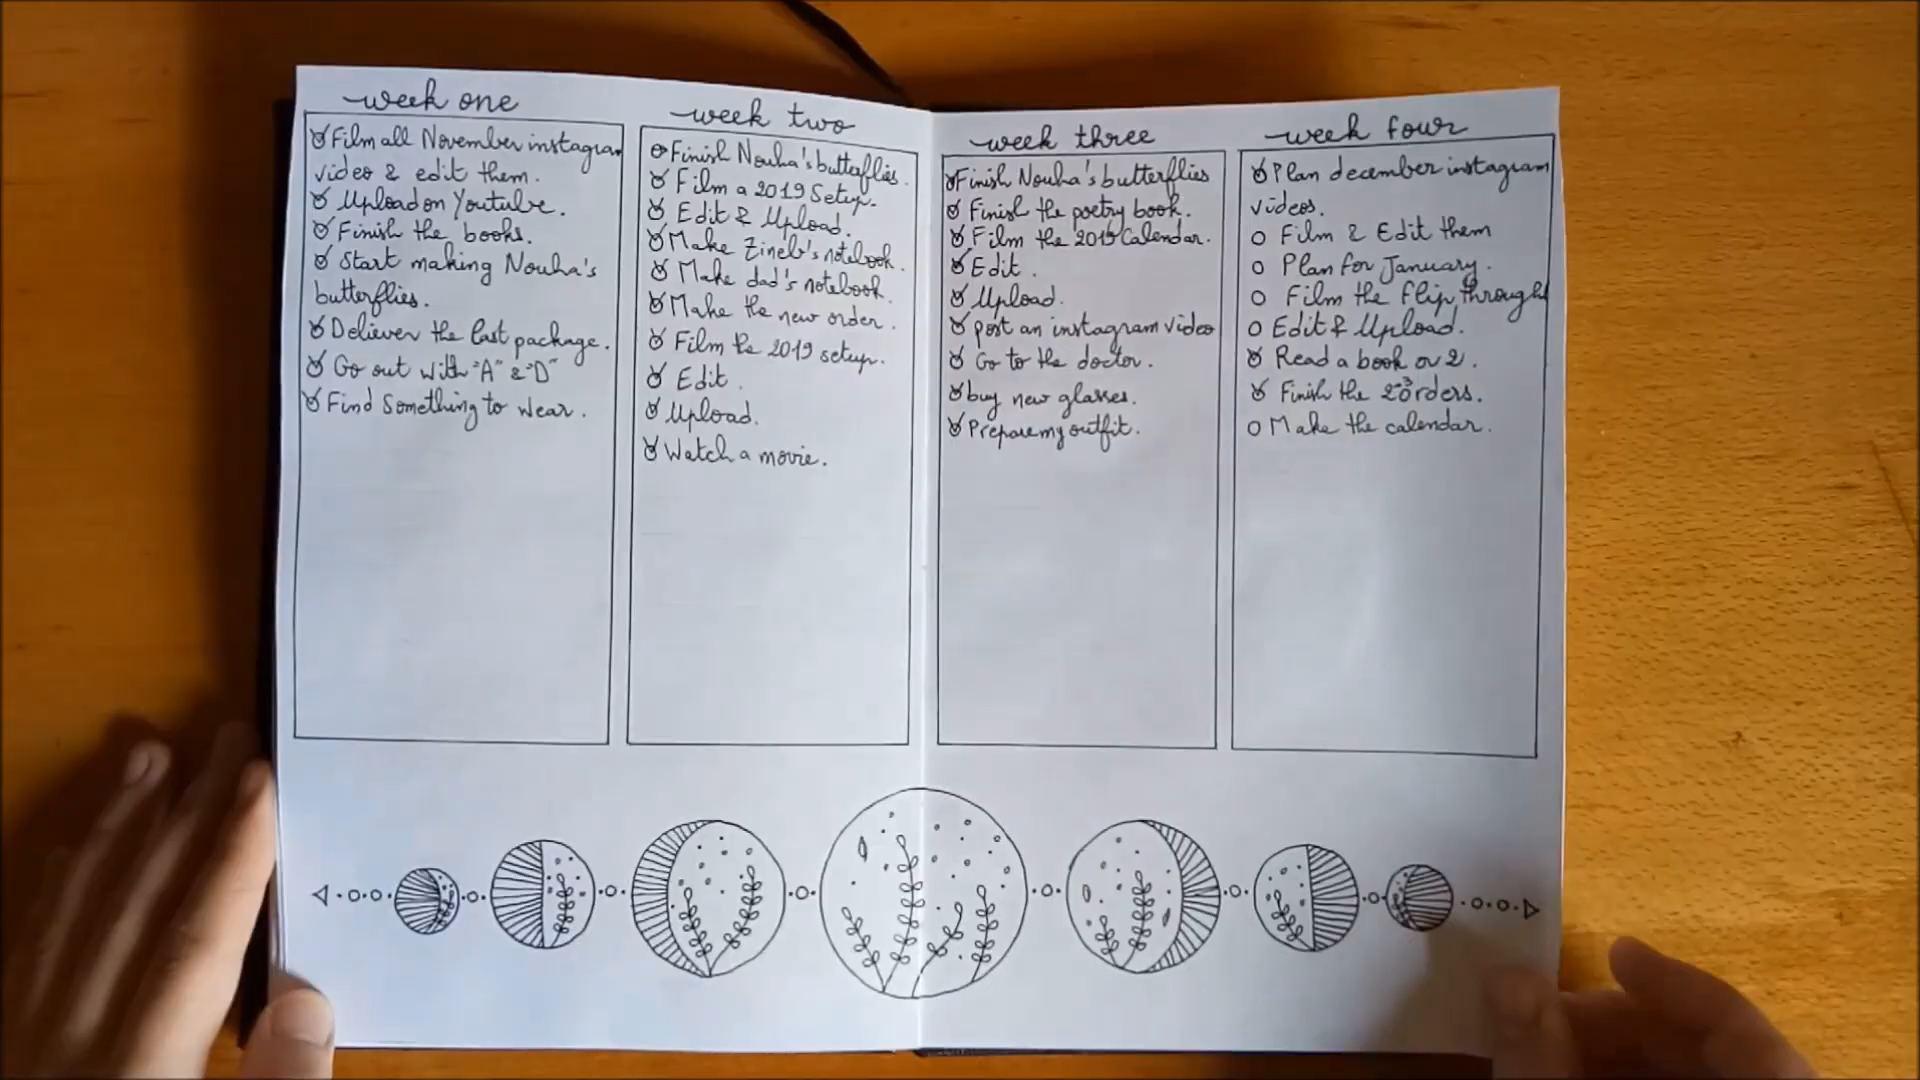 week one
Film all November instagram
video & edit them.
Upload on Youtube.
Finish the books.
Start making Nouha's
butterflies.
Deliever the last package.
Go out with "A" & "D"
Find Something to wear.
week two
Finish Nouha's butterflies.
Film a 2019 Setup.
Edit & Upload.
Make Zineb's notebook.
Make dad's notebook.
Make the new order.
Film the 2019 setup.
Edit.
Upload.
Watch a movie.
week three
Finish Nouha's butterflies
Finish the poetry book.
Film the 2019 Calendar.
Edit.
Upload.
post an instagram video
Go to the doctor.
buy new glasses.
Prepare my outfit.
week four
Plan december instagram
videos.
Film & Edit them
Plan for January.
Film the flip through
Edit & Upload.
Read a book or 2.
Finish the 2-3 orders.
Make the calendar.